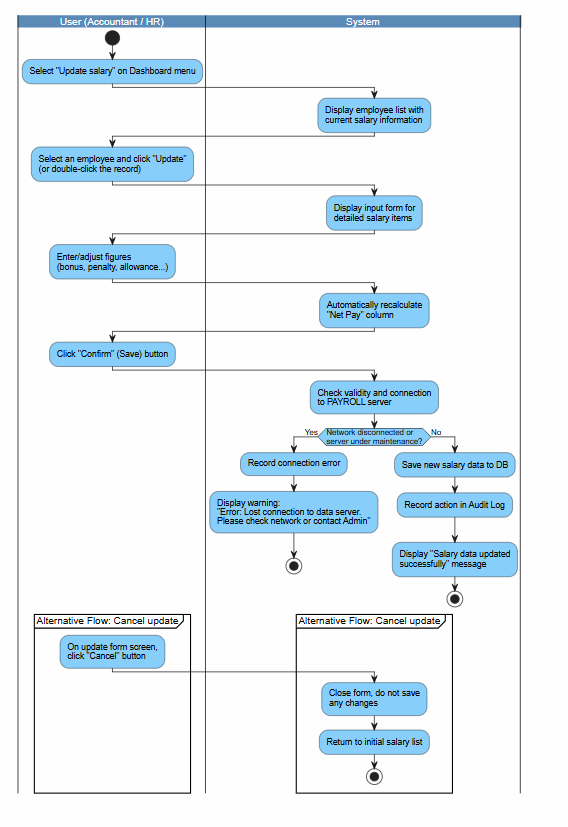 User (Accountant / HR)
System
Select "Update salary" on Dashboard menu
Display employee list with
current salary information
Select an employee and click "Update"
(or double-click the record)
Display input form for
detailed salary items
Enter/adjust figures
(bonus, penalty, allowance...)
Automatically recalculate
"Net Pay" column
Click "Confirm" (Save) button
Check validity and connection
to PAYROLL server
Yes
Network disconnected or
server under maintenance?
No
Record connection error
Save new salary data to DB
Display warning:
"Error: Lost connection to data server.
Please check network or contact Admin"
Record action in Audit Log
Display "Salary data updated
successfully" message
Alternative Flow: Cancel update
Alternative Flow: Cancel update
On update form screen,
click "Cancel" button
Close form, do not save
any changes
Return to initial salary list